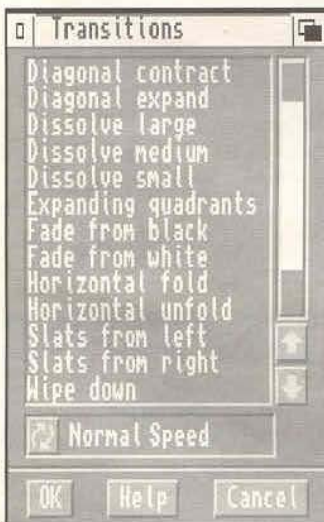 Transitions
Diagonal contract
Diagonal expand
Dissolve large
Dissolve medium
Dissolve small
Expanding quadrants
Fade from black
Fade from white
Horizontal fold
Horizontal unfold
Slats from left
Slats from right
Wipe down
Normal Speed
OK Help Cancel